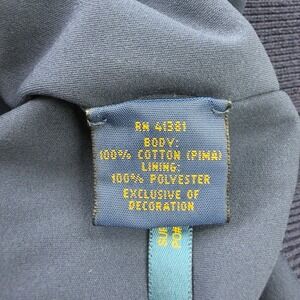 RN 41381
BODY:
100% COTTON (PIMA)
LINING:
100% POLYESTER
EXCLUSIVE OF
DECORATION